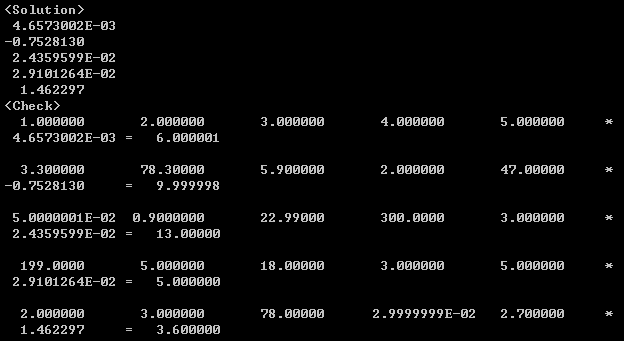 <Solution>
4.6573002E-03
-0.7528130
2.4359599E-02
2.9101264E-02
1.462297
<Check>
1.000000 2.000000 3.000000 4.000000 5.000000 *
4.6573002E-03 = 6.000001
3.300000 78.30000 5.900000 2.000000 47.00000 *
-0.7528130 = 9.999998
5.0000001E-02 0.9000000 22.99000 300.0000 3.000000 *
2.4359599E-02 = 13.00000
199.0000 5.000000 18.00000 3.000000 5.000000 *
2.9101264E-02 = 5.000000
2.000000 3.000000 78.00000 2.9999999E-02 2.700000 *
1.462297 = 3.600000